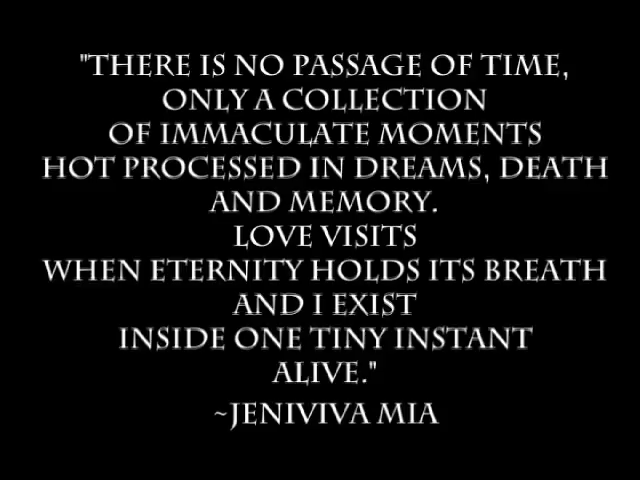 "THERE IS NO PASSAGE OF TIME,
ONLY A COLLECTION
OF IMMACULATE MOMENTS
HOT PROCESSED IN DREAMS, DEATH
AND MEMORY.
LOVE VISITS
WHEN ETERNITY HOLDS ITS BREATH
AND I EXIST
INSIDE ONE TINY INSTANT
ALIVE."
~JENIVIVA MIA